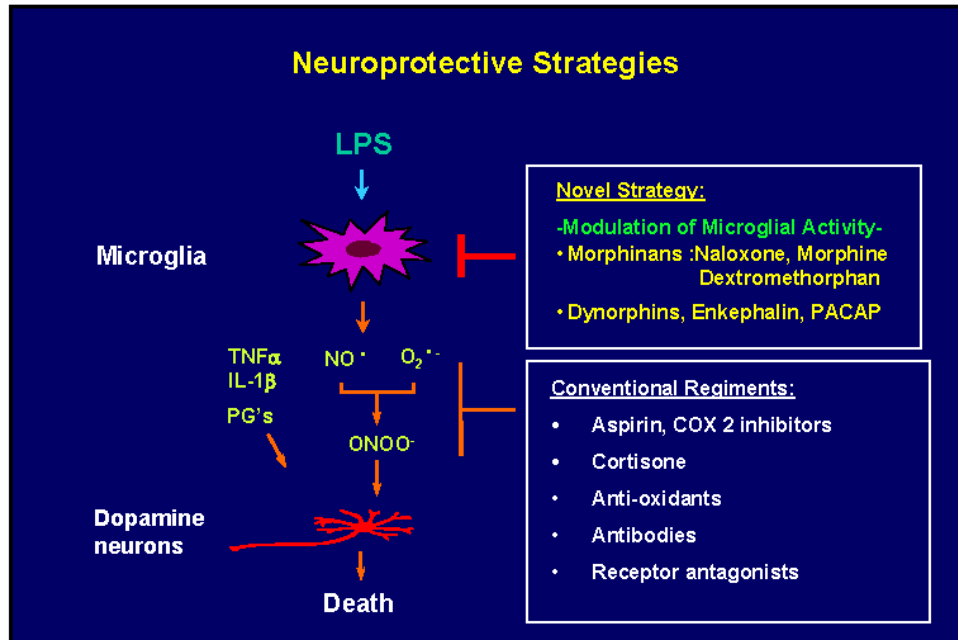 Neuroprotective Strategies
LPS
Microglia
TNFα
IL-1β
PG's
NO•
O₂•-
ONOO-
Dopamine
neurons
Death
Novel Strategy:
-Modulation of Microglial Activity-
• Morphinans :Naloxone, Morphine
Dextromethorphan
• Dynorphins, Enkephalin, PACAP
Conventional Regiments:
• Aspirin, COX 2 inhibitors
• Cortisone
• Anti-oxidants
• Antibodies
• Receptor antagonists